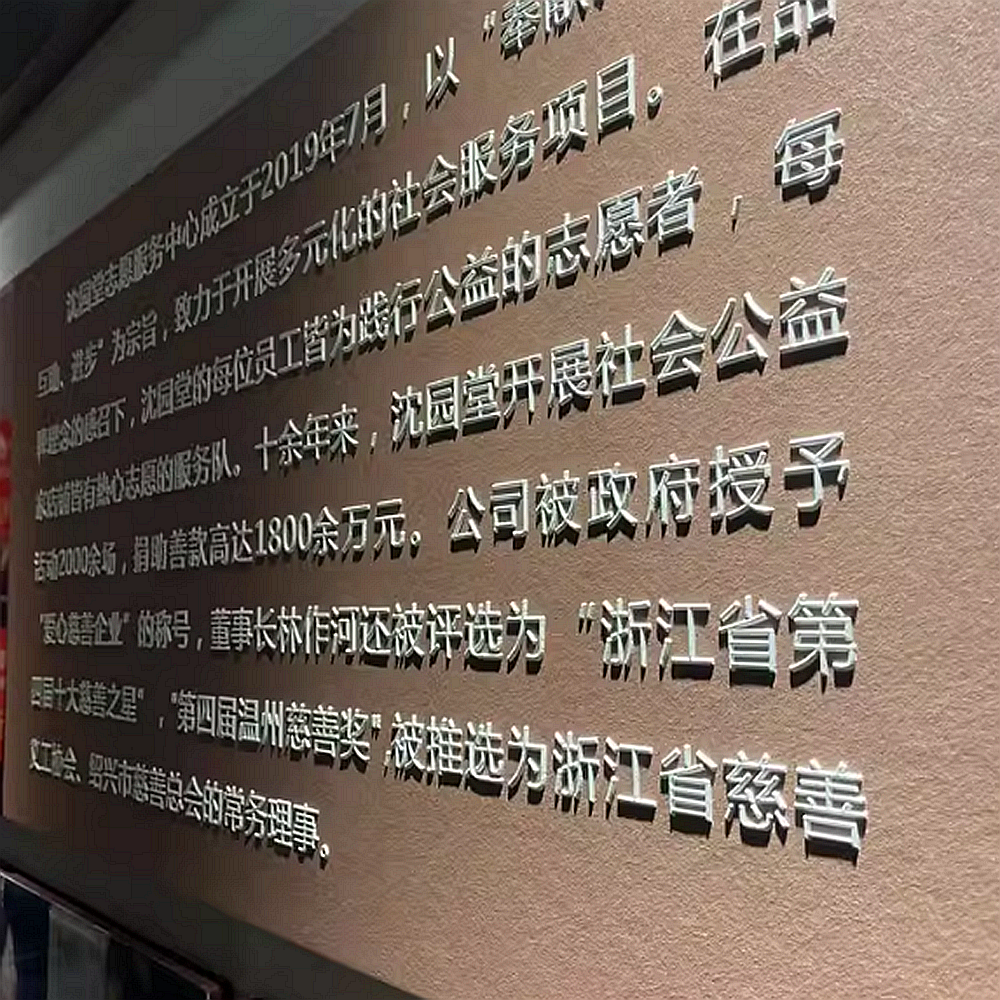 沈园堂志愿服务中心成立于2019年7月，以“奉献
互助、进步”为宗旨，致力于开展多元化的社会服务项目。在品
牌理念的感召下，沈园堂的每位员工皆为践行公益的志愿者，每
家店铺皆有热心志愿的服务队。十余年来，沈园堂开展社会公益
活动2000余场，捐助善款高达1800余万元。公司被政府授予
“爱心慈善企业”的称号，董事长林作河还被评选为“浙江省第
四届十大慈善之星”，“第四届温州慈善奖”被推选为浙江省慈善
义工协会、绍兴市慈善总会的常务理事。